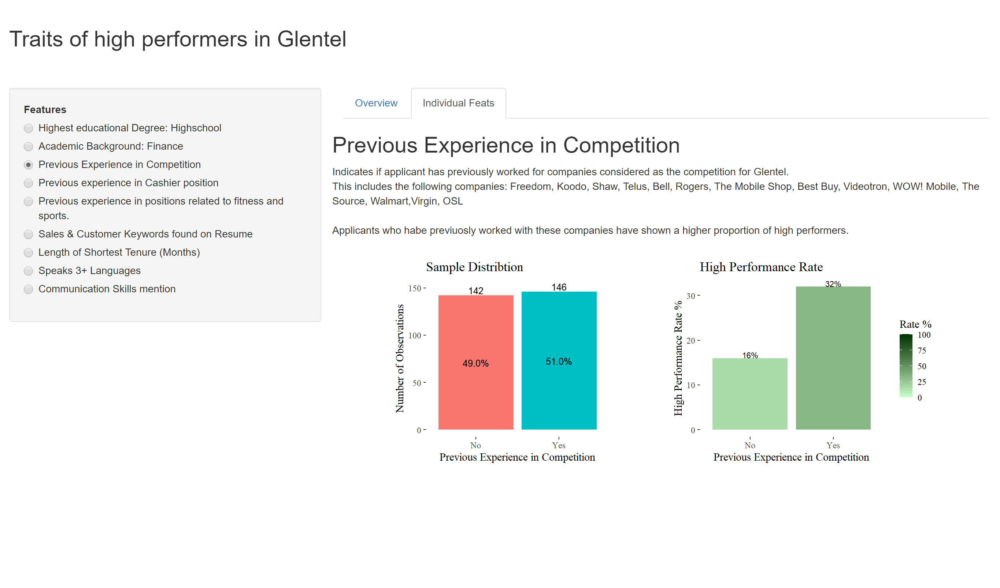 Traits of high performers in Glentel
Features
Highest educational Degree: Highschool
Academic Background: Finance
Previous Experience in Competition
Previous experience in Cashier position
Previous experience in positions related to fitness and
sports.
Sales & Customer Keywords found on Resume
Length of Shortest Tenure (Months)
Speaks 3+ Languages
Communication Skills mention
Overview
Individual Feats
Previous Experience in Competition
Indicates if applicant has previously worked for companies considered as the competition for Glentel.
This includes the following companies: Freedom, Koodo, Shaw, Telus, Bell, Rogers, The Mobile Shop, Best Buy, Videotron, WOW! Mobile, The
Source, Walmart,Virgin, OSL
Applicants who habe previuosly worked with these companies have shown a higher proportion of high performers.
Sample Distribtion
Number of Observations
150
100
50
0
142
146
49.0%
51.0%
No
Yes
Previous Experience in Competition
High Performance Rate
High Performance Rate %
30
20
10
0
16%
32%
No
Yes
Previous Experience in Competition
Rate %
100
75
50
25
0